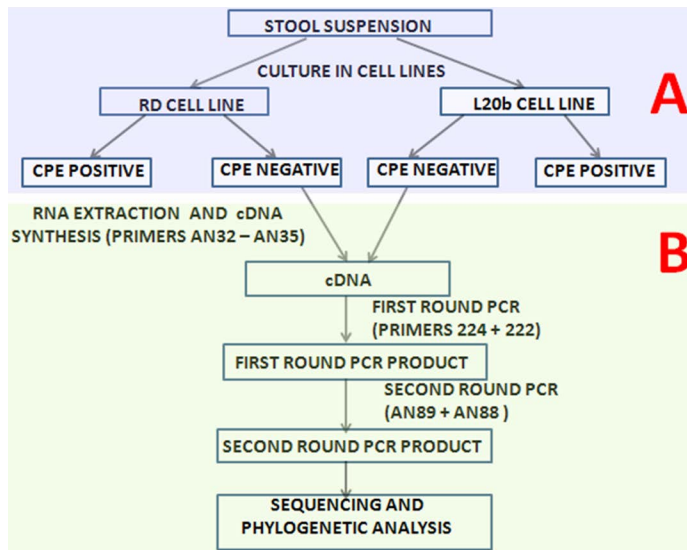 STOOL SUSPENSION
CULTURE IN CELL LINES
A
RD CELL LINE
L20b CELL LINE
CPE POSITIVE
CPE NEGATIVE
CPE NEGATIVE
CPE POSITIVE
RNA EXTRACTION AND cDNA
SYNTHESIS (PRIMERS AN32 – AN35)
B
cDNA
FIRST ROUND PCR
(PRIMERS 224 + 222)
FIRST ROUND PCR PRODUCT
SECOND ROUND PCR
(AN89 + AN88 )
SECOND ROUND PCR PRODUCT
SEQUENCING AND
PHYLOGENETIC ANALYSIS